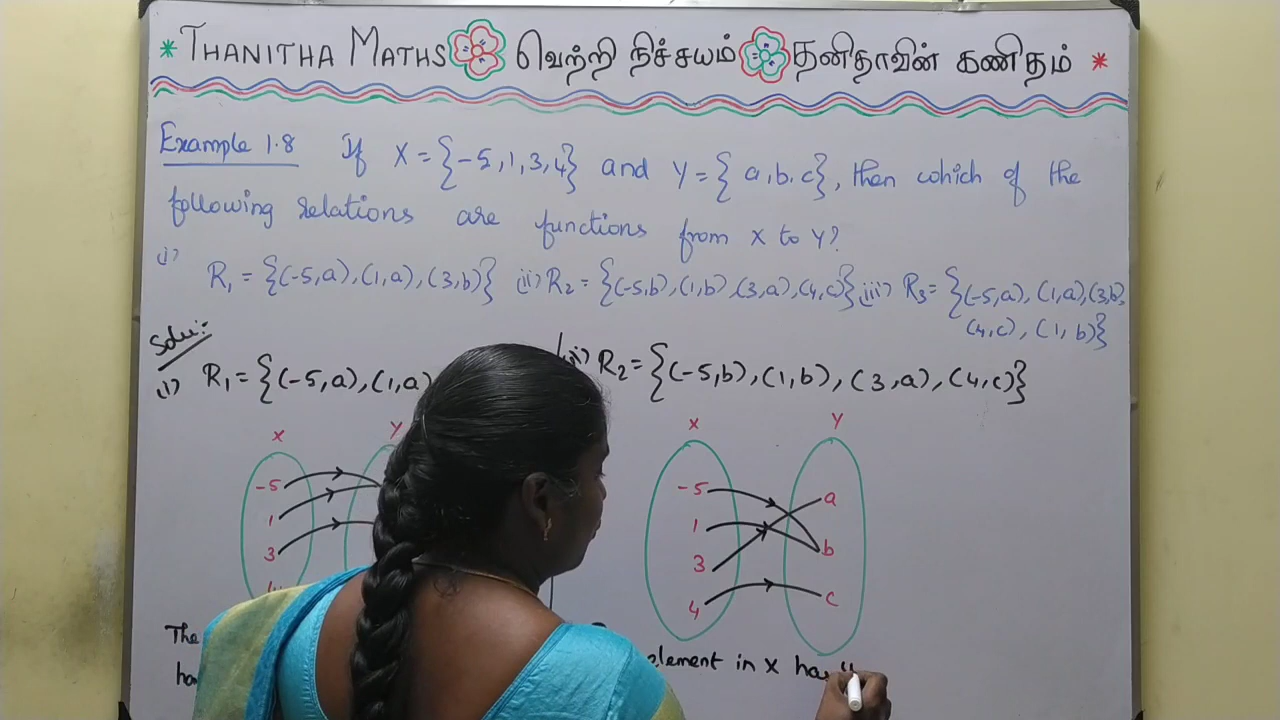 * THANITHA MATHS வெற்றி நிச்சயம் தனிதாவின் கணிதம் *
Example 1.8 If X = {-5, 1, 3, 4} and Y = { a, b, c}, then which of the
following relations are functions from X to Y?
(i) R₁ = {(-5, a), (1, a), (3, b)} (ii) R₂ = {(-5, b), (1, b), (3, a), (4, c)} (iii) R₃ = {(-5, a), (1, a), (3, b),
(4, c), (1, b)}
Solu:-
(i) R₁ = {(-5, a), (1, a)
(ii) R₂ = {(-5, b), (1, b), (3, a), (4, c)}
X Y
-5
1
3
X Y
-5 a
1 b
3
4 c
The
element in X has